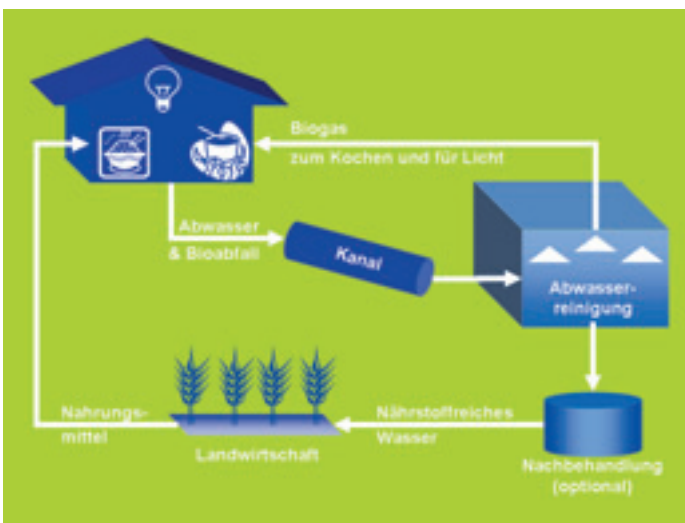 Biogas
zum Kochen und für Licht
Abwasser
& Bioabfall
Kanal
Abwasser-
reinigung
Nahrungs-
mittel
Landwirtschaft
Nährstoffreiches
Wasser
Nachbehandlung
(optional)